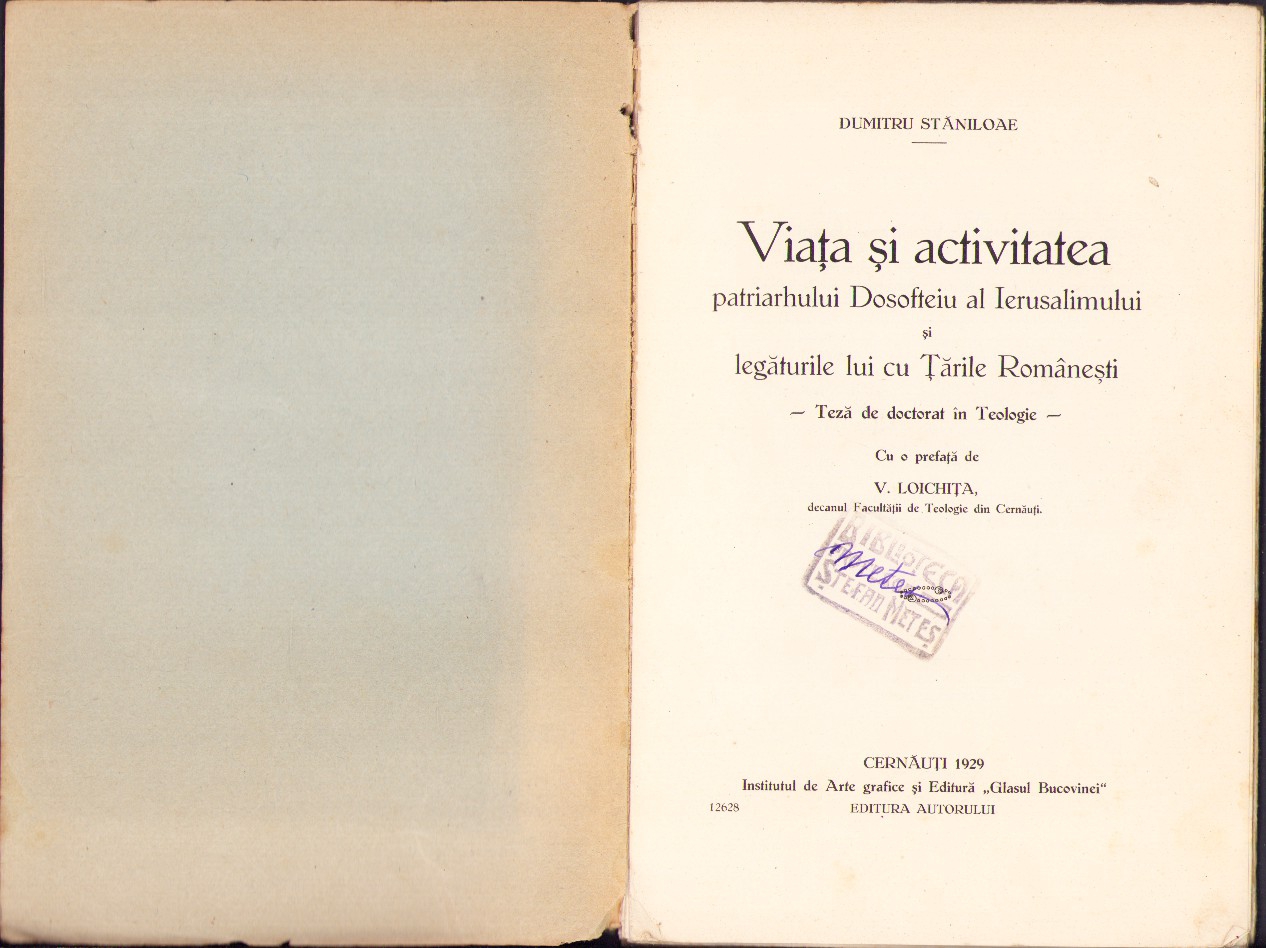 DUMITRU STĂNILOAE
Viața și activitatea
patriarhului Dosofteiu al Ierusalimului
și
legăturile lui cu Țările Românești
— Teză de doctorat în Teologie —
Cu o prefață de
V. LOICHIȚA,
decanul Facultății de Teologie din Cernăuți.
BIBLIOTECA
Meteș
ȘTEFAN METEȘ
CERNĂUȚI 1929
Institutul de Arte grafice și Editură „Glasul Bucovinei“
12628 EDITURA AUTORULUI